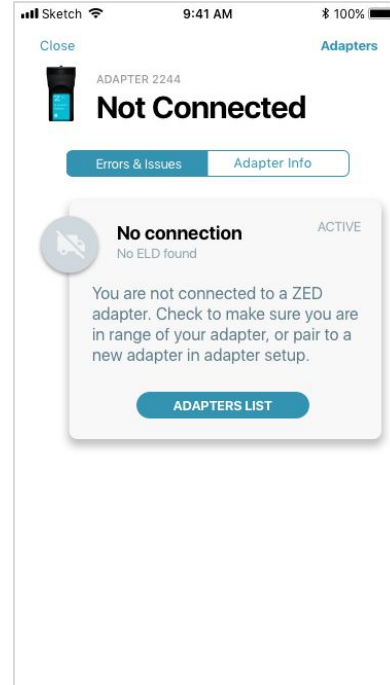 Sketch 9:41 AM 100%
Close Adapters
ADAPTER 2244
Not Connected
Errors & Issues Adapter Info
No connection ACTIVE
No ELD found
You are not connected to a ZED
adapter. Check to make sure you are
in range of your adapter, or pair to a
new adapter in adapter setup.
ADAPTERS LIST